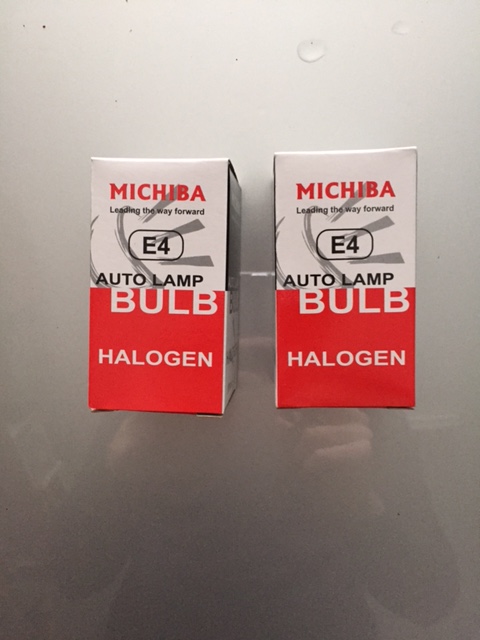 MICHIBA
Leading the way forward
E4
AUTO LAMP
BULB
HALOGEN
MICHIBA
Leading the way forward
E4
AUTO LAMP
BULB
HALOGEN